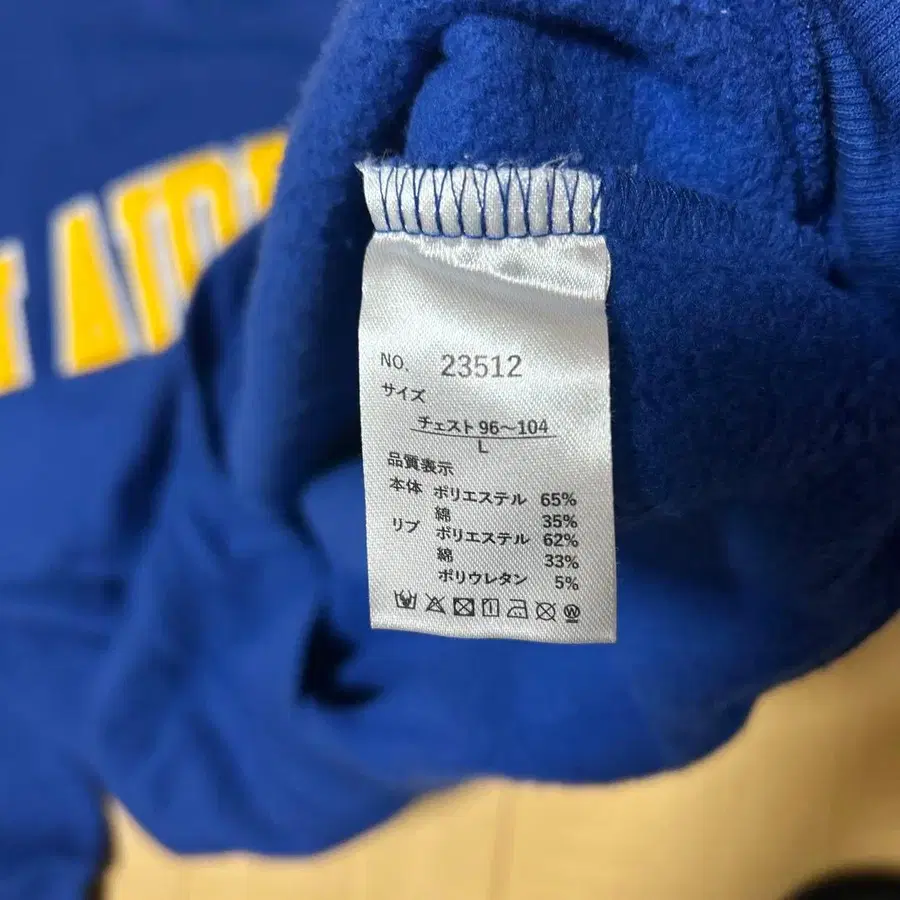 NO. 23512
サイズ
チェスト 96～104
L
品質表示
本体 ポリエステル 65%
綿 35%
リブ ポリエステル 62%
綿 33%
ポリウレタン 5%